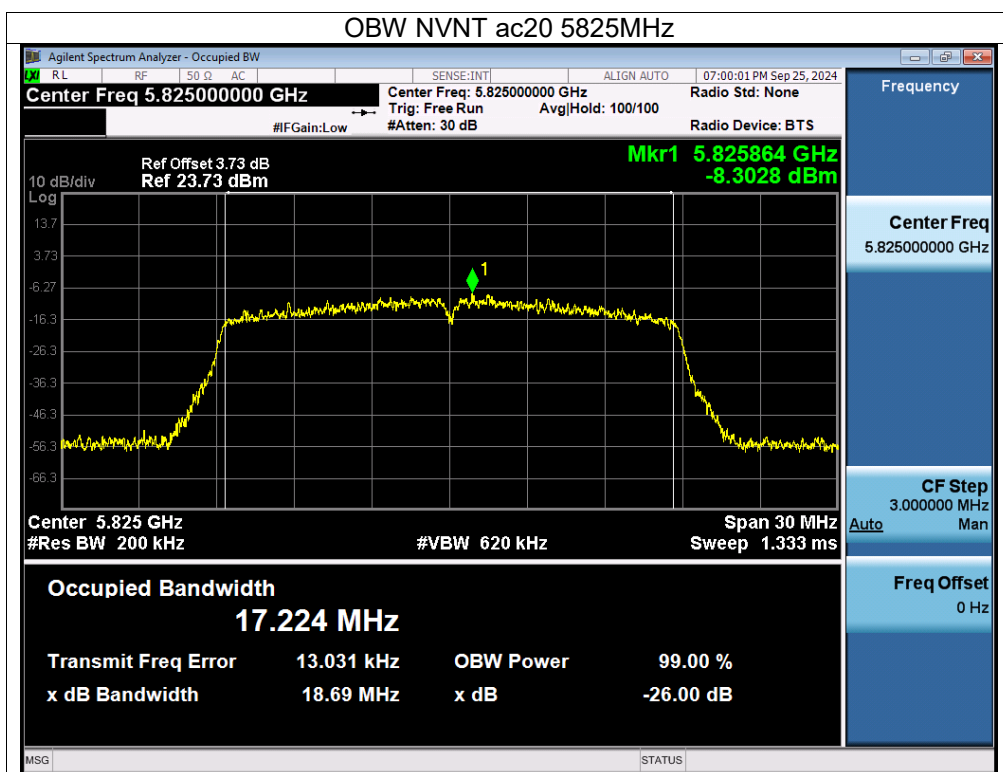 OBW NVNT ac20 5825MHz
Agilent Spectrum Analyzer - Occupied BW
LXI RL RF 50 Ω AC SENSE:INT ALIGN AUTO 07:00:01 PM Sep 25, 2024
Center Freq 5.825000000 GHz
Center Freq: 5.825000000 GHz Radio Std: None
Trig: Free Run Avg|Hold: 100/100
#IFGain:Low #Atten: 30 dB Radio Device: BTS
Mkr1 5.825864 GHz
-8.3028 dBm
Ref Offset 3.73 dB
10 dB/div Ref 23.73 dBm
Log
13.7
3.73
-6.27
-16.3
-26.3
-36.3
-46.3
-56.3
-66.3
1
Center 5.825 GHz Span 30 MHz
#Res BW 200 kHz #VBW 620 kHz Sweep 1.333 ms
Occupied Bandwidth
17.224 MHz
Transmit Freq Error 13.031 kHz OBW Power 99.00 %
x dB Bandwidth 18.69 MHz x dB -26.00 dB
Frequency
Center Freq
5.825000000 GHz
CF Step
3.000000 MHz
Auto Man
Freq Offset
0 Hz
MSG STATUS